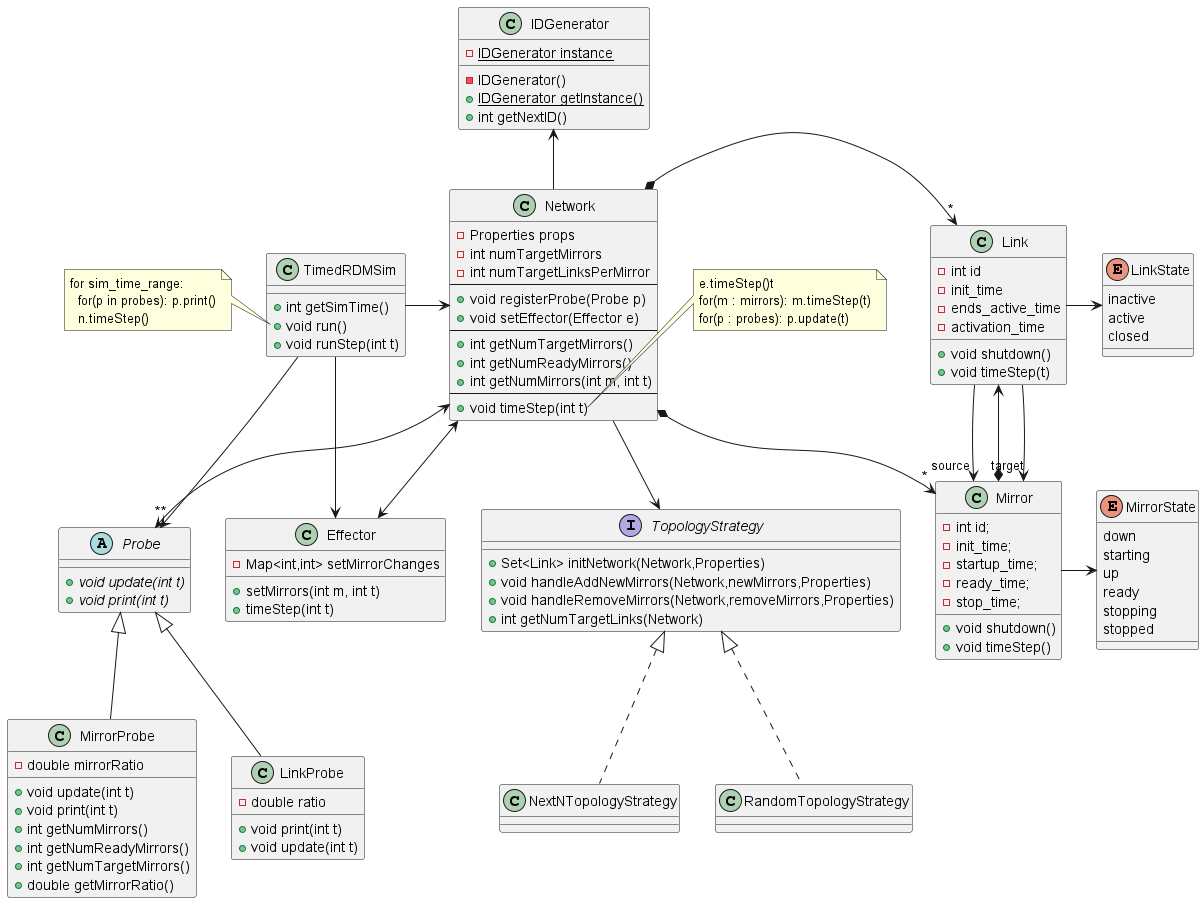 C IDGenerator
IDGenerator instance
IDGenerator()
IDGenerator getInstance()
int getNextID()
C Network
Properties props
int numTargetMirrors
int numTargetLinksPerMirror
void registerProbe(Probe p)
void setEffector(Effector e)
int getNumTargetMirrors()
int getNumReadyMirrors()
int getNumMirrors(int m, int t)
void timeStep(int t)
for sim_time_range:
for(p in probes): p.print()
n.timeStep()
C TimedRDMSim
int getSimTime()
void run()
void runStep(int t)
e.timeStep()t
for(m : mirrors): m.timeStep(t)
for(p : probes): p.update(t)
*
C Link
int id
init_time
ends_active_time
activation_time
void shutdown()
void timeStep(t)
E LinkState
inactive
active
closed
source
target
*
**
A Probe
void update(int t)
void print(int t)
C Effector
Map<int,int> setMirrorChanges
setMirrors(int m, int t)
timeStep(int t)
I TopologyStrategy
Set<Link> initNetwork(Network,Properties)
void handleAddNewMirrors(Network,newMirrors,Properties)
void handleRemoveMirrors(Network,removeMirrors,Properties)
int getNumTargetLinks(Network)
C Mirror
int id;
init_time;
startup_time;
ready_time;
stop_time;
void shutdown()
void timeStep()
E MirrorState
down
starting
up
ready
stopping
stopped
C MirrorProbe
double mirrorRatio
void update(int t)
void print(int t)
int getNumMirrors()
int getNumReadyMirrors()
int getNumTargetMirrors()
double getMirrorRatio()
C LinkProbe
double ratio
void print(int t)
void update(int t)
C NextNTopologyStrategy
C RandomTopologyStrategy